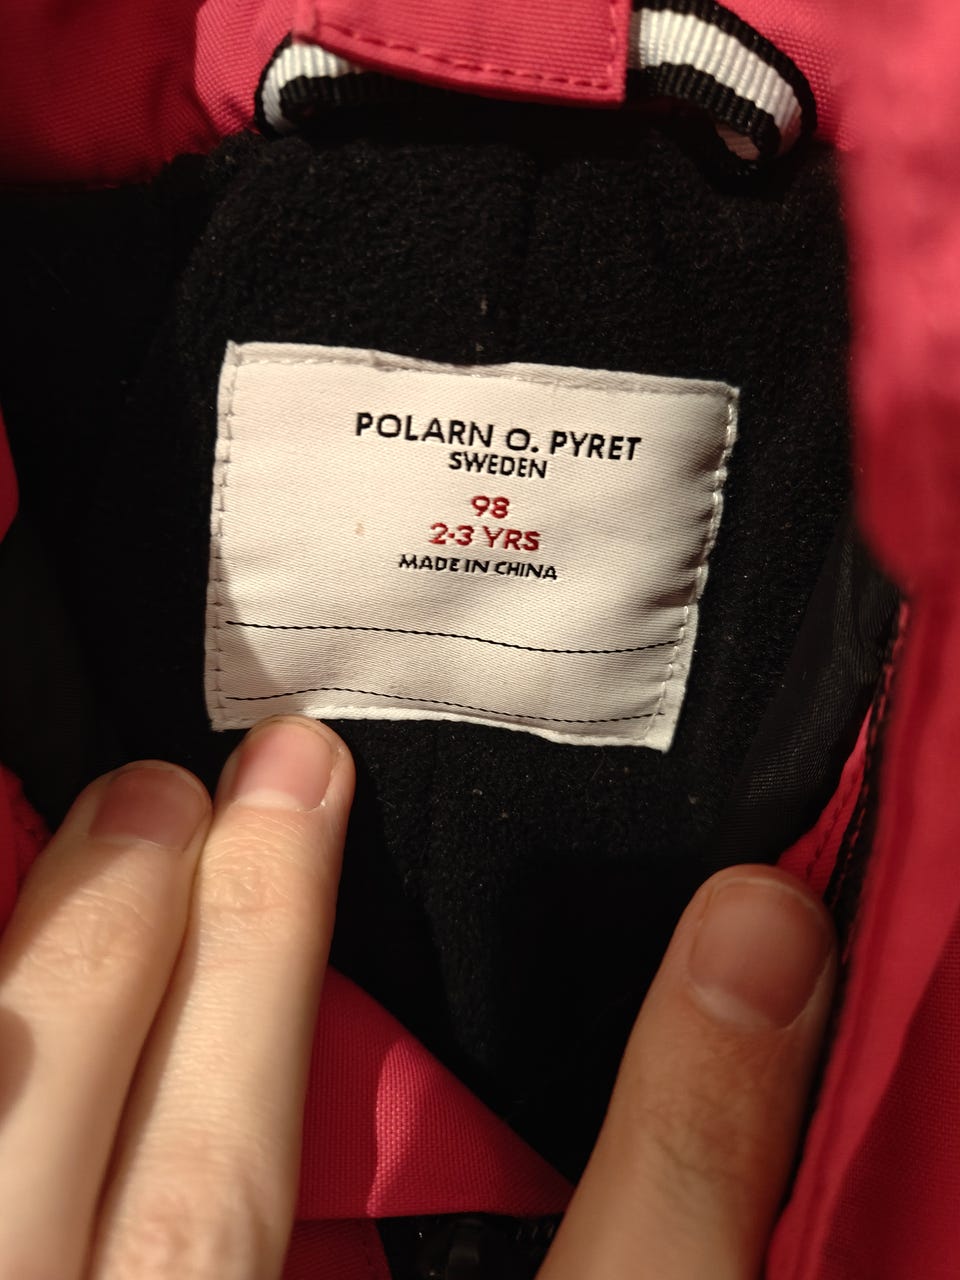 POLARN O. PYRET
SWEDEN
98
2-3 YRS
MADE IN CHINA